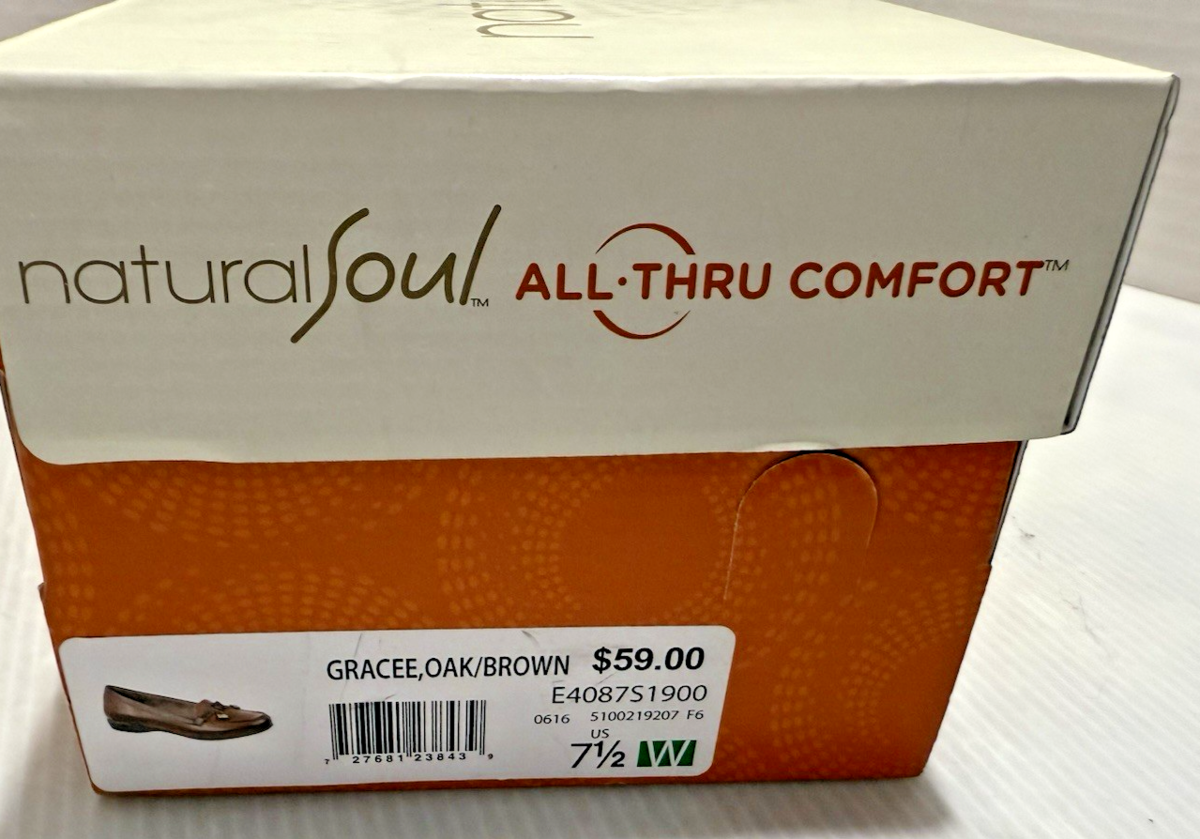 natu
naturalSoul™ ALL·THRU COMFORT™
GRACEE,OAK/BROWN $59.00
E4087S1900
0616 5100219207 F6
US
7½ W
7 27681 23843 9